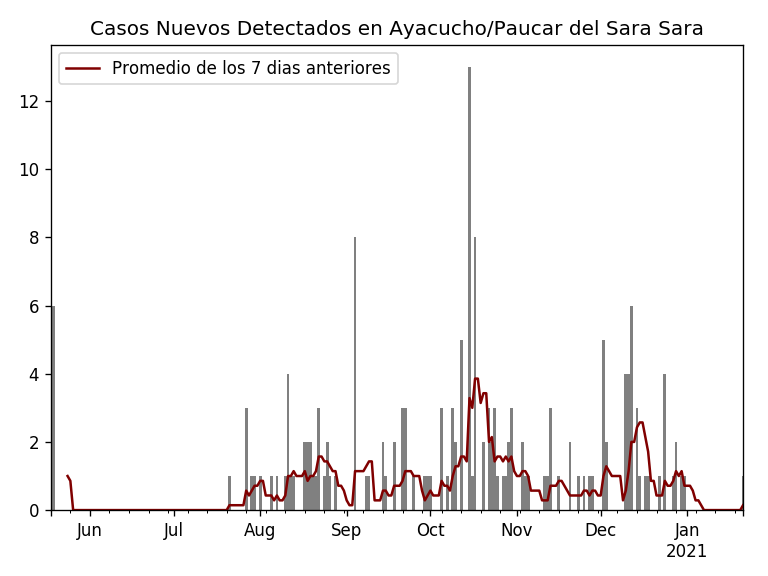 Casos Nuevos Detectados en Ayacucho/Paucar del Sara Sara
Promedio de los 7 dias anteriores
12
10
8
6
4
2
0
Jun Jul Aug Sep Oct Nov Dec Jan
2021